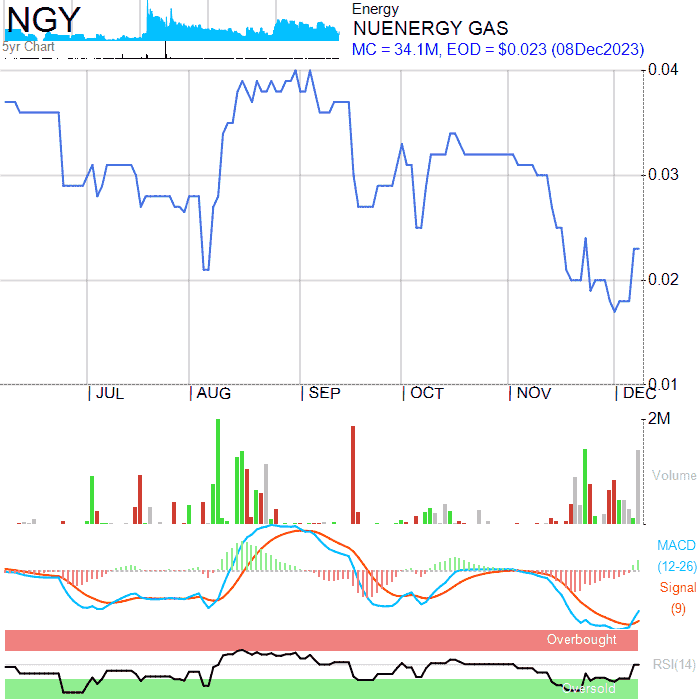 NGY
5yr Chart
Energy
NUENERGY GAS
MC = 34.1M, EOD = $0.023 (08Dec2023)
0.04
0.03
0.02
0.01
JUL AUG SEP OCT NOV DEC
2M
Volume
MACD
(12-26)
Signal
(9)
Overbought
RSI(14)
Oversold